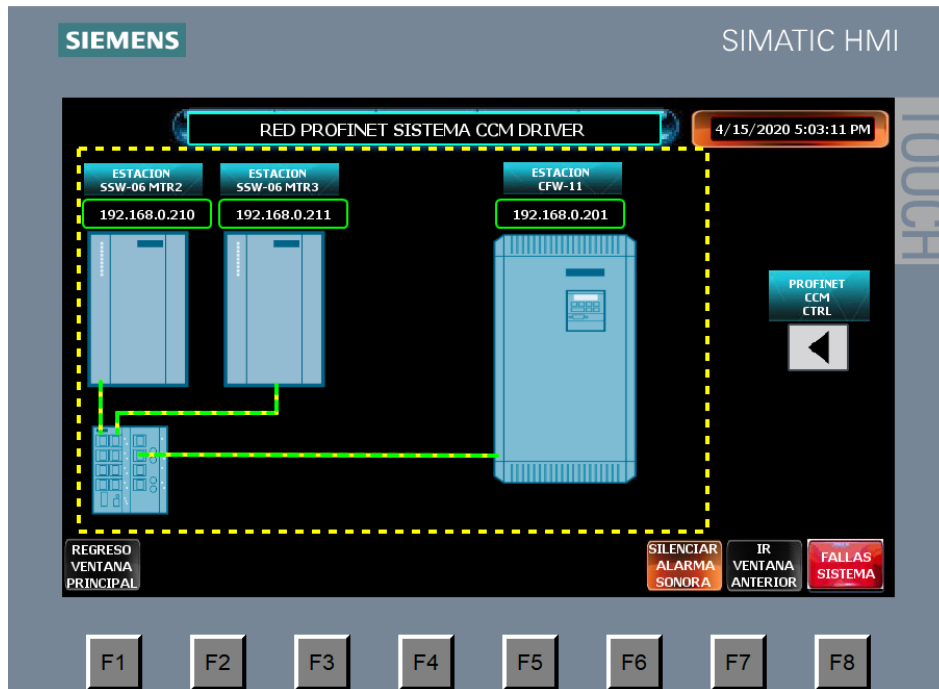 SIEMENS
SIMATIC HMI
TOUCH
RED PROFINET SISTEMA CCM DRIVER
4/15/2020 5:03:11 PM
ESTACION
SSW-06 MTR2
192.168.0.210
ESTACION
SSW-06 MTR3
192.168.0.211
ESTACION
CFW-11
192.168.0.201
PROFINET
CCM
CTRL
REGRESO
VENTANA
PRINCIPAL
SILENCIAR
ALARMA
SONORA
IR
VENTANA
ANTERIOR
FALLAS
SISTEMA
F1
F2
F3
F4
F5
F6
F7
F8